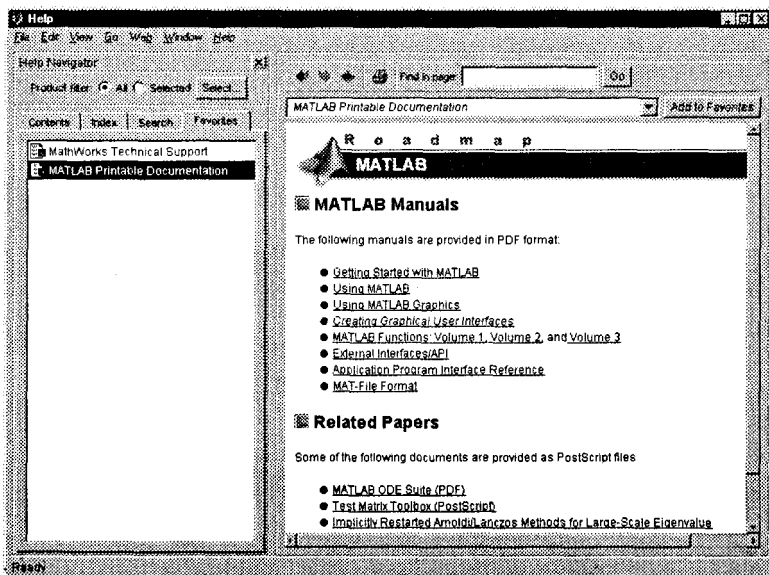 Help
File Edit View Go Web Window Help
Help Navigator
Product filter: All Selected Select...
Contents Index Search Favorites
MathWorks Technical Support
MATLAB Printable Documentation
Find in page: Go
MATLAB Printable Documentation Add to Favorites
Roadmap
MATLAB
MATLAB Manuals
The following manuals are provided in PDF format:
Getting Started with MATLAB
Using MATLAB
Using MATLAB Graphics
Creating Graphical User Interfaces
MATLAB Functions: Volume 1, Volume 2, and Volume 3
External Interfaces/API
Application Program Interface Reference
MAT-File Format
Related Papers
Some of the following documents are provided as PostScript files
MATLAB ODE Suite (PDF)
Test Matrix Toolbox (PostScript)
Implicitly Restarted Arnoldi/Lanczos Methods for Large-Scale Eigenvalue
Ready